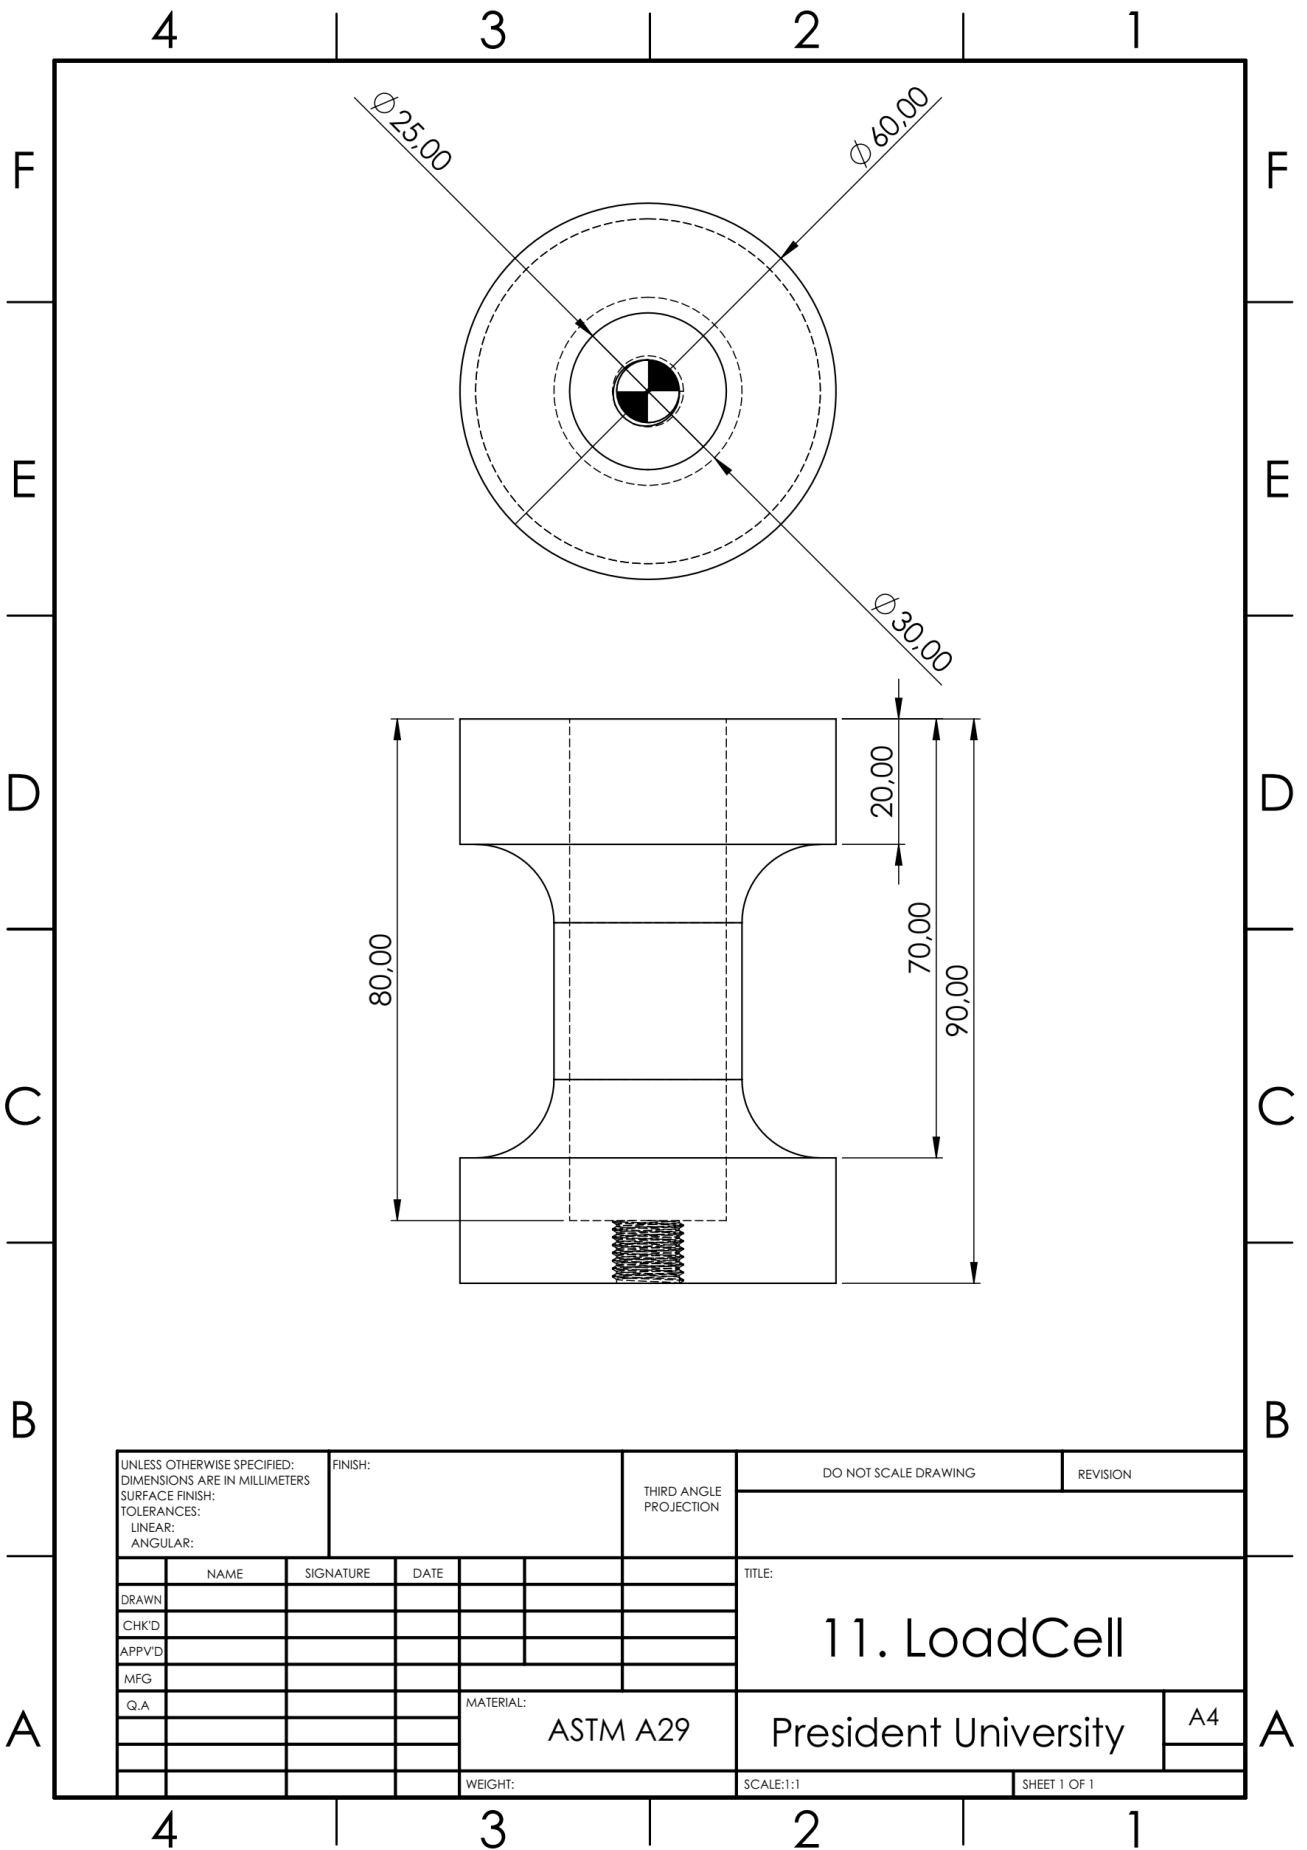 4 3 2 1
F F
E E
D D
C C
B B
A A
⌀25,00
⌀60,00
⌀30,00
20,00
70,00
90,00
80,00
UNLESS OTHERWISE SPECIFIED:
DIMENSIONS ARE IN MILLIMETERS
SURFACE FINISH:
TOLERANCES:
LINEAR:
ANGULAR:
FINISH:
THIRD ANGLE
PROJECTION
DO NOT SCALE DRAWING
REVISION
NAME SIGNATURE DATE
DRAWN
CHK'D
APPV'D
MFG
Q.A
TITLE:
11. LoadCell
MATERIAL:
ASTM A29
President University
A4
WEIGHT:
SCALE:1:1
SHEET 1 OF 1
4 3 2 1